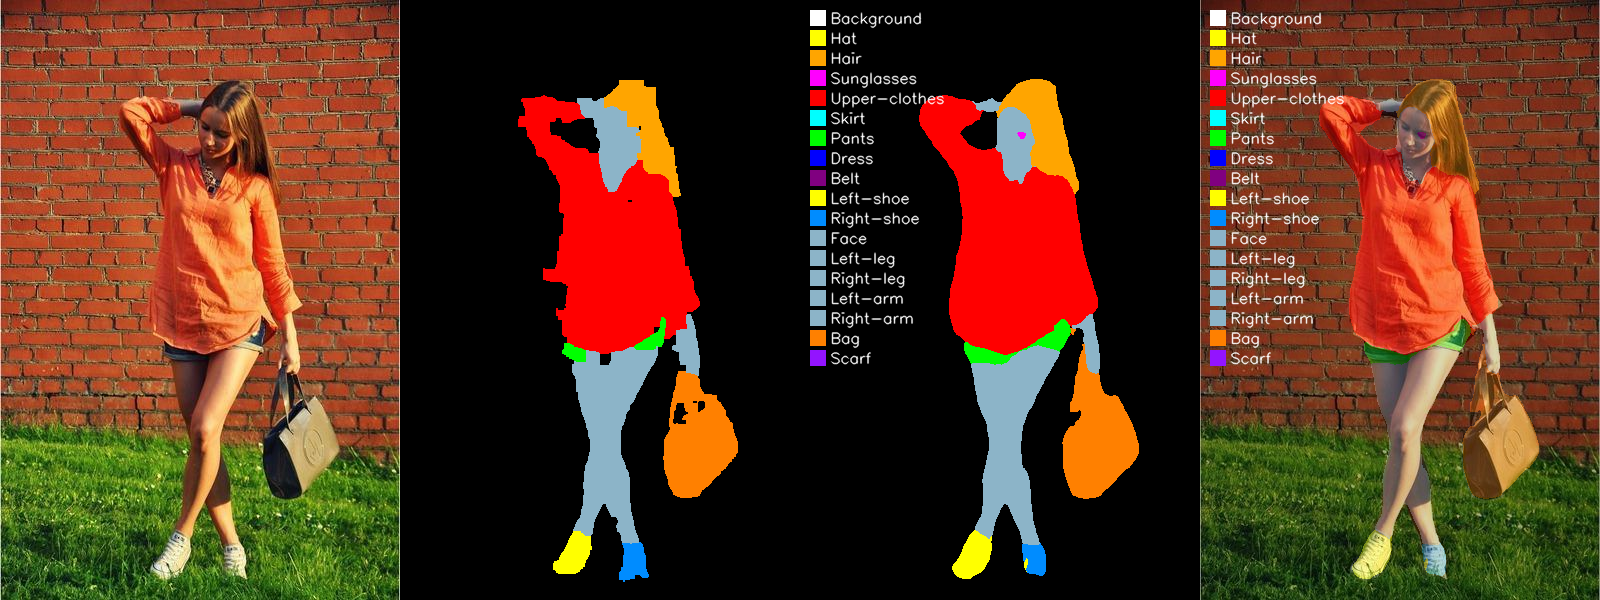 Background
Hat
Hair
Sunglasses
Upper-clothes
Skirt
Pants
Dress
Belt
Left-shoe
Right-shoe
Face
Left-leg
Right-leg
Left-arm
Right-arm
Bag
Scarf
Background
Hat
Hair
Sunglasses
Upper-clothes
Skirt
Pants
Dress
Belt
Left-shoe
Right-shoe
Face
Left-leg
Right-leg
Left-arm
Right-arm
Bag
Scarf